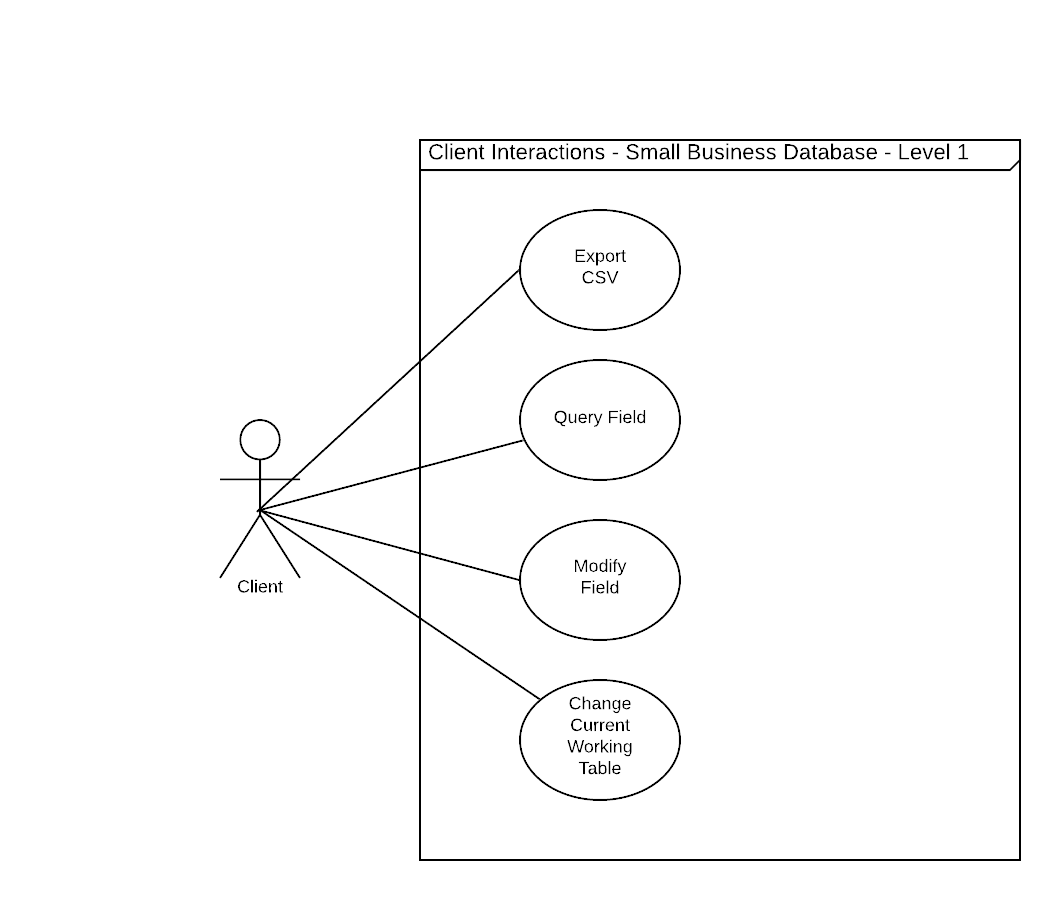 Client Interactions - Small Business Database - Level 1
Export
CSV
Query Field
Modify
Field
Client
Change
Current
Working
Table